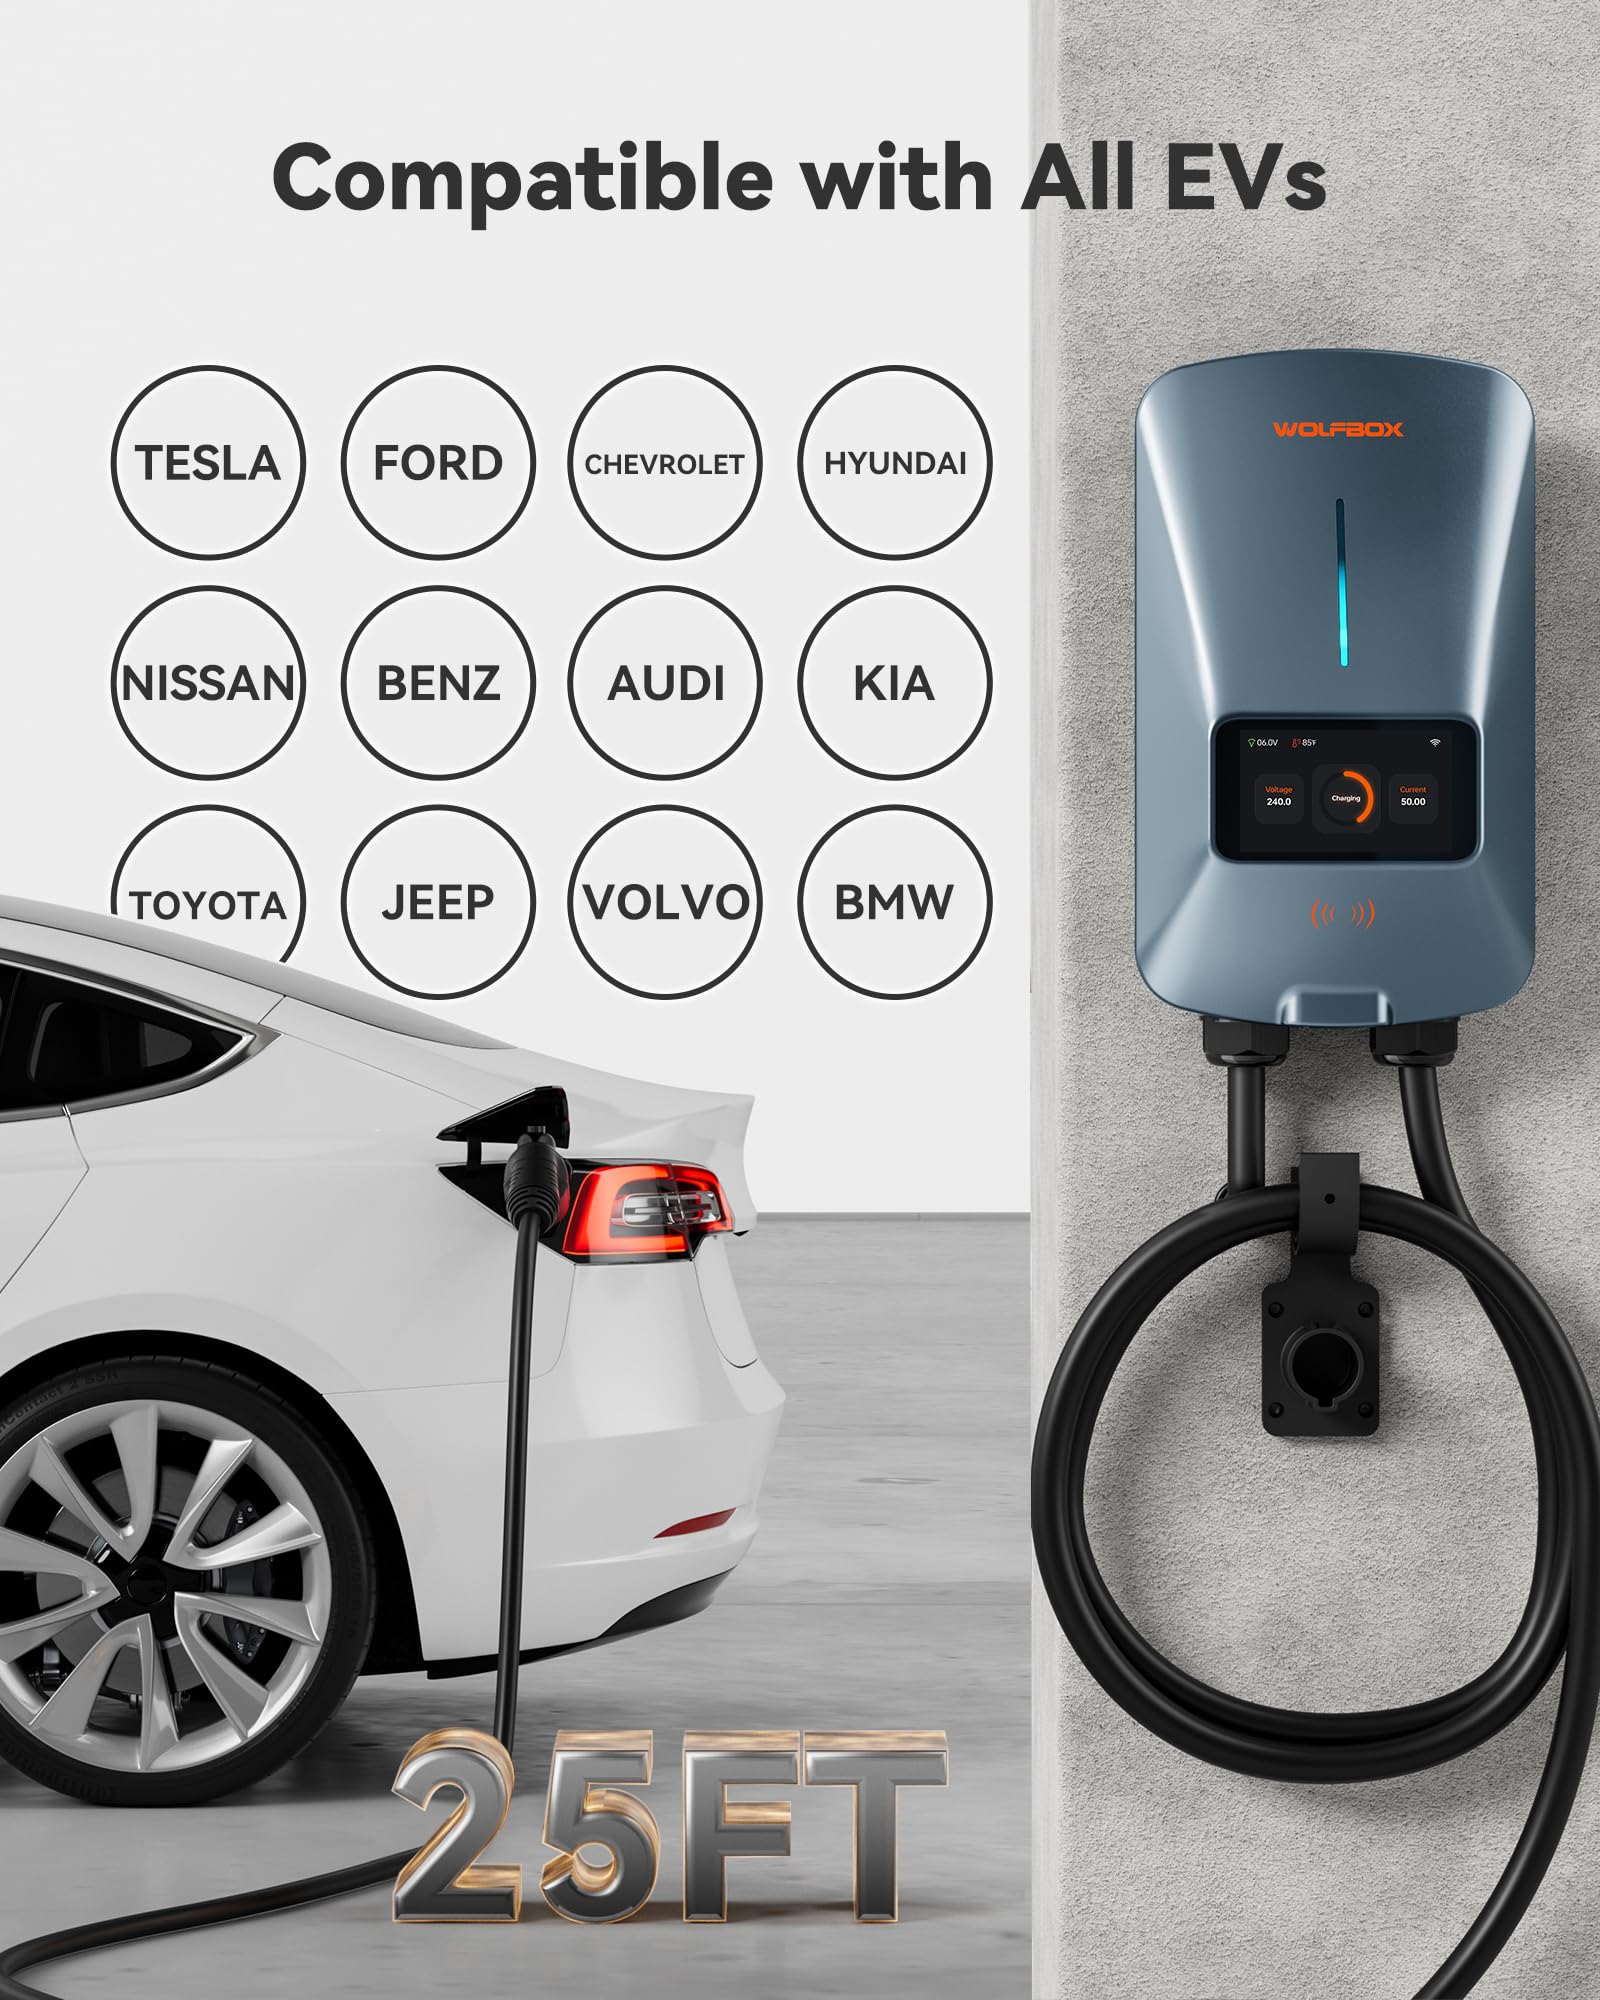 Compatible with All EVs
TESLA
FORD
CHEVROLET
HYUNDAI
NISSAN
BENZ
AUDI
KIA
TOYOTA
JEEP
VOLVO
BMW
WOLFBOX
06.0V 85°F
Voltage
240.0
Charging
Current
50.00
25FT